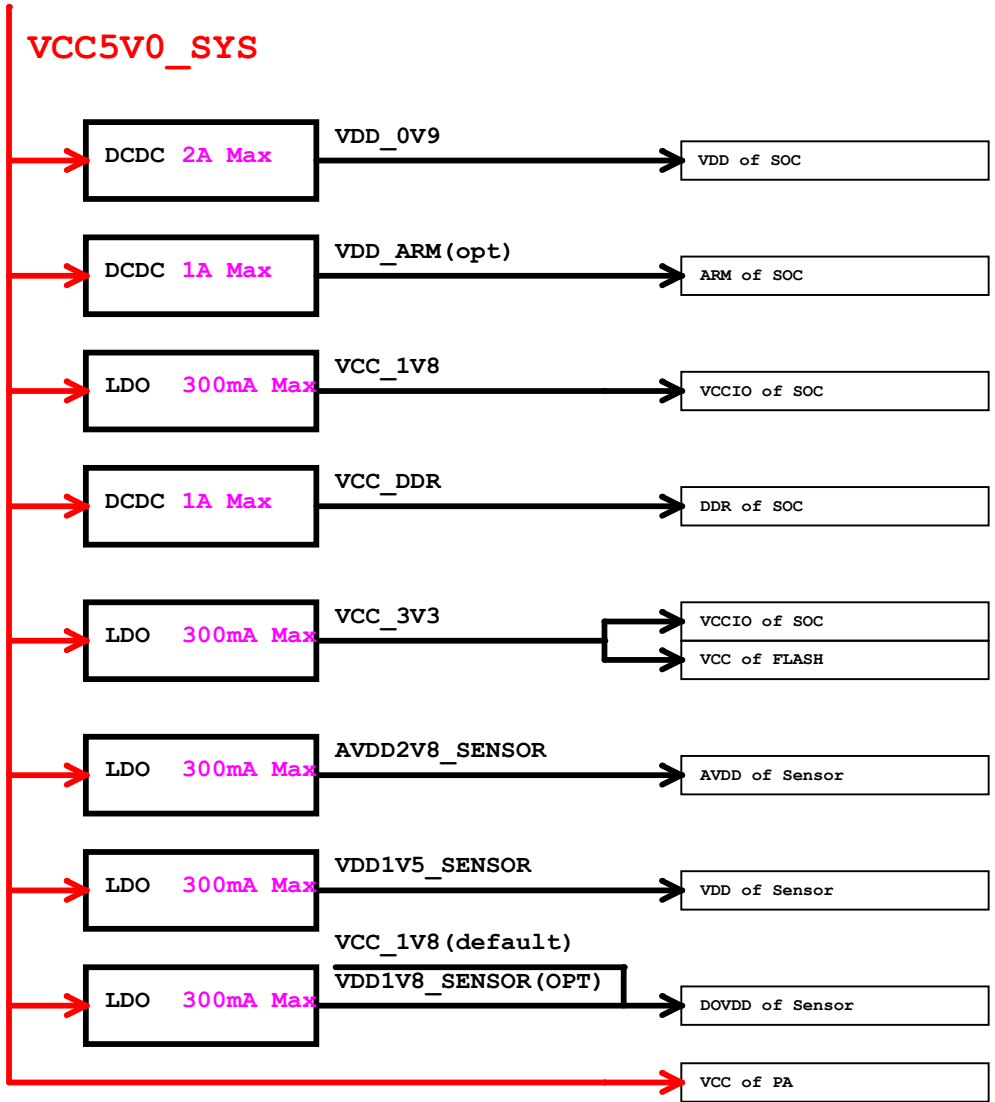 VCC5V0_SYS
VDD_0V9
DCDC 2A Max
VDD of SOC
VDD_ARM(opt)
DCDC 1A Max
ARM of SOC
VCC_1V8
LDO 300mA Max
VCCIO of SOC
VCC_DDR
DCDC 1A Max
DDR of SOC
VCC_3V3
LDO 300mA Max
VCCIO of SOC
VCC of FLASH
AVDD2V8_SENSOR
LDO 300mA Max
AVDD of Sensor
VDD1V5_SENSOR
LDO 300mA Max
VDD of Sensor
VCC_1V8(default)
VDD1V8_SENSOR(OPT)
LDO 300mA Max
DOVDD of Sensor
VCC of PA